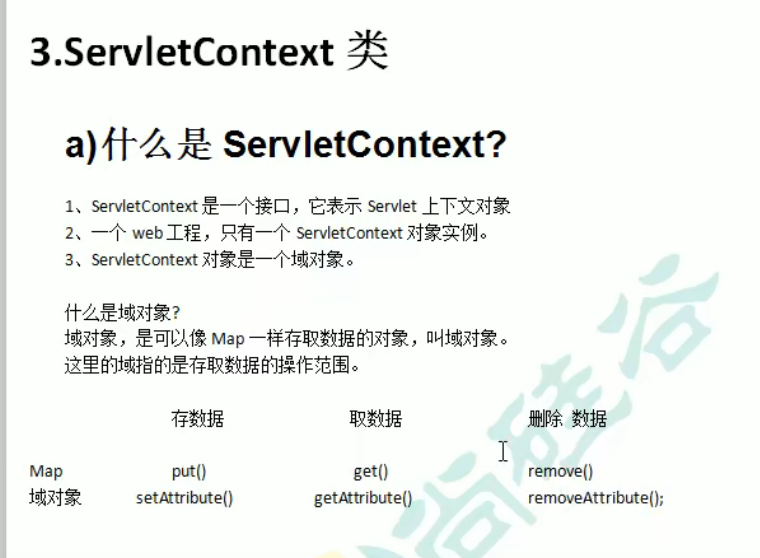 3.ServletContext 类
a)什么是 ServletContext?
1、ServletContext 是一个接口，它表示 Servlet 上下文对象
2、一个 web 工程，只有一个 ServletContext 对象实例。
3、ServletContext 对象是一个域对象。
什么是域对象?
域对象，是可以像 Map 一样存取数据的对象，叫域对象。
这里的域指的是存取数据的操作范围。
存数据 取数据 删除 数据
Map put() get() remove()
域对象 setAttribute() getAttribute() removeAttribute();
尚硅谷